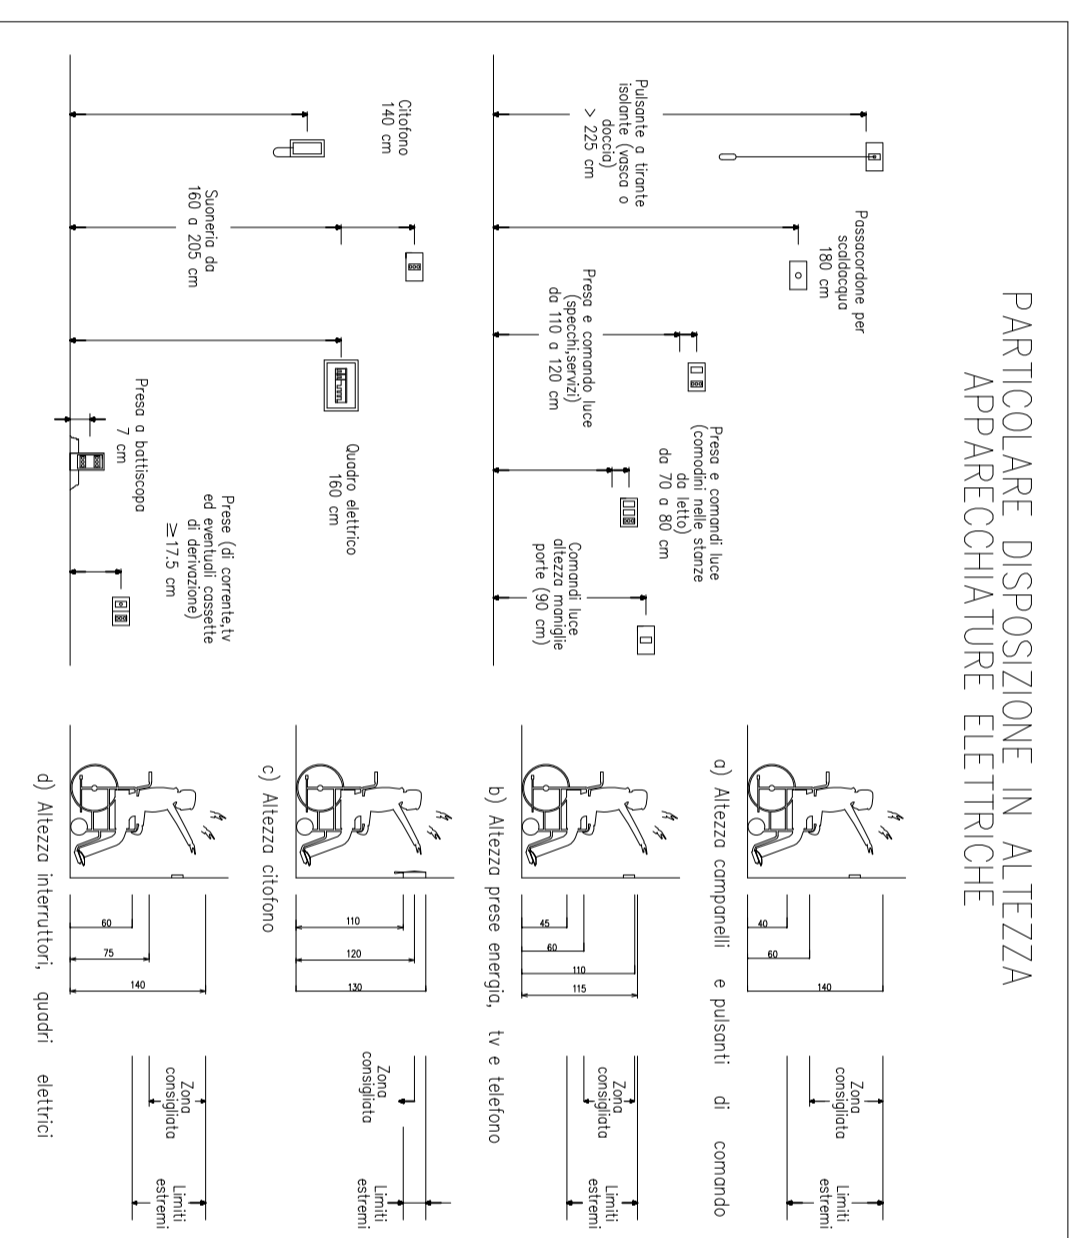 PARTICOLARE DISPOSIZIONE IN ALTEZZA
APPARECCHIATURE ELETTRICHE
Pulsante a tirante
isolante (vasca o
doccia)
> 225 cm
Passacordone per
scaldacqua
180 cm
Presa e comando luce
(specchi,servizi)
da 110 a 120 cm
Presa e comandi luce
(comodini nelle stanze
da letto)
da 70 a 80 cm
Comandi luce
altezza maniglie
porte (90 cm)
Citofono
140 cm
Suoneria da
160 a 205 cm
Quadro elettrico
160 cm
Presa a battiscopa
7 cm
Prese (di corrente,tv
ed eventuali cassette
di derivazione)
≥17.5 cm
40
60
140
Zona
consigliata
Limiti
estremi
a) Altezza campanelli e pulsanti di comando
45
60
110
115
Zona
consigliata
Limiti
estremi
b) Altezza prese energia, tv e telefono
110
120
130
Zona
consigliata
Limiti
estremi
c) Altezza citofono
60
75
140
Zona
consigliata
Limiti
estremi
d) Altezza interruttori, quadri elettrici